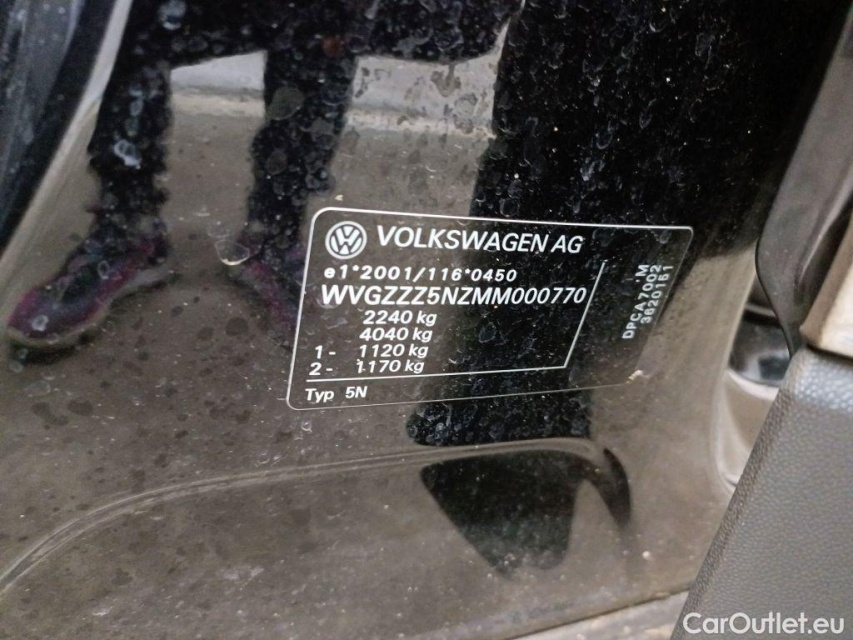 VOLKSWAGEN AG
e1*2001/116*0450
WVGZZZ5NZMM000770
2240 kg
4040 kg
1- 1120 kg
2- 1170 kg
Typ 5N
DPCA7002 M
3620151
CarOutlet.eu